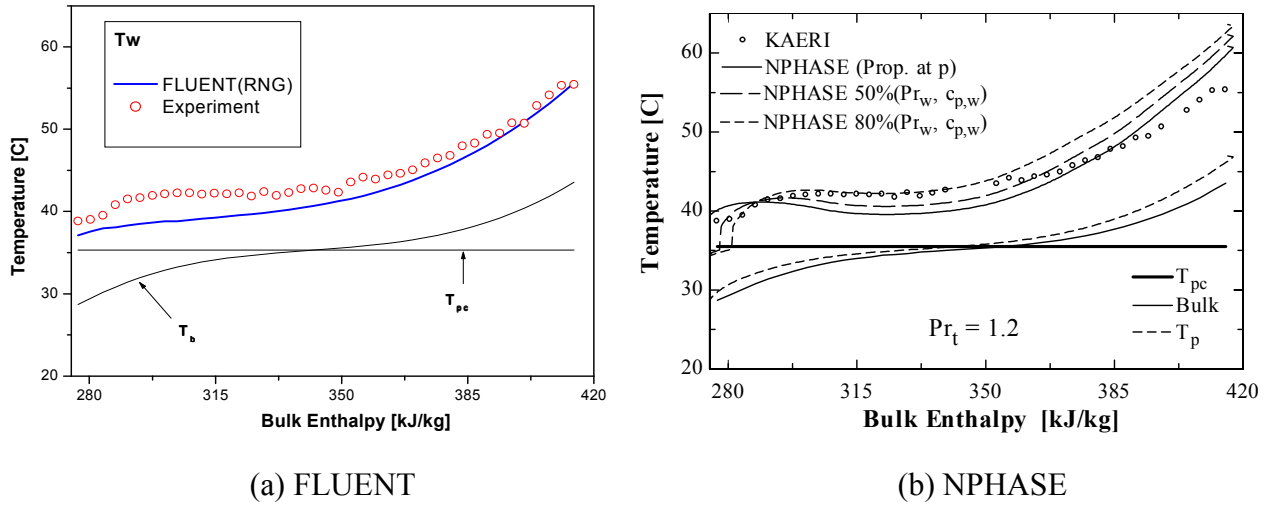 Temperature [C]
60
50
40
30
20
Tw
FLUENT(RNG)
Experiment
T_b
T_pc
280 315 350 385 420
Bulk Enthalpy [kJ/kg]
(a) FLUENT
Temperature [C]
60
50
40
30
20
KAERI
NPHASE (Prop. at p)
NPHASE 50%(Pr_w, c_p,w)
NPHASE 80%(Pr_w, c_p,w)
T_pc
Bulk
T_p
Pr_t = 1.2
280 315 350 385 420
Bulk Enthalpy [kJ/kg]
(b) NPHASE